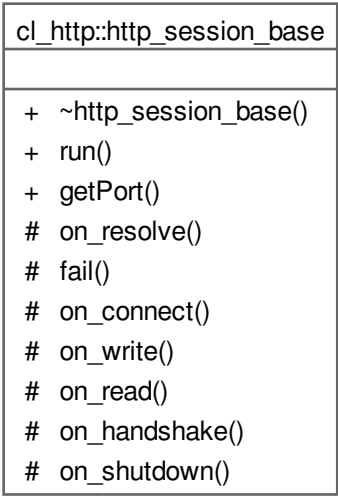 cl_http::http_session_base
+ ~http_session_base()
+ run()
+ getPort()
# on_resolve()
# fail()
# on_connect()
# on_write()
# on_read()
# on_handshake()
# on_shutdown()